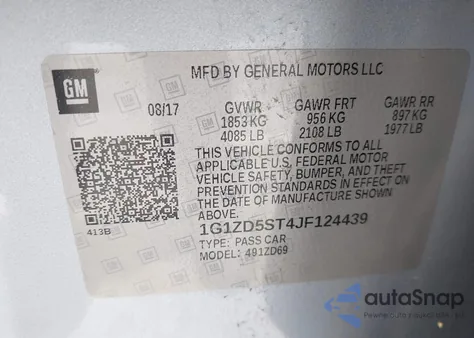 GM
MFD BY GENERAL MOTORS LLC
08/17 GVWR GAWR FRT GAWR RR
1853 KG 956 KG 897 KG
4085 LB 2108 LB 1977 LB
THIS VEHICLE CONFORMS TO ALL
APPLICABLE U.S. FEDERAL MOTOR
VEHICLE SAFETY, BUMPER, AND THEFT
PREVENTION STANDARDS IN EFFECT ON
THE DATE OF MANUFACTURE SHOWN
ABOVE.
413B
1G1ZD5ST4JF124439
TYPE: PASS CAR
MODEL: 491ZD69
autoSnap